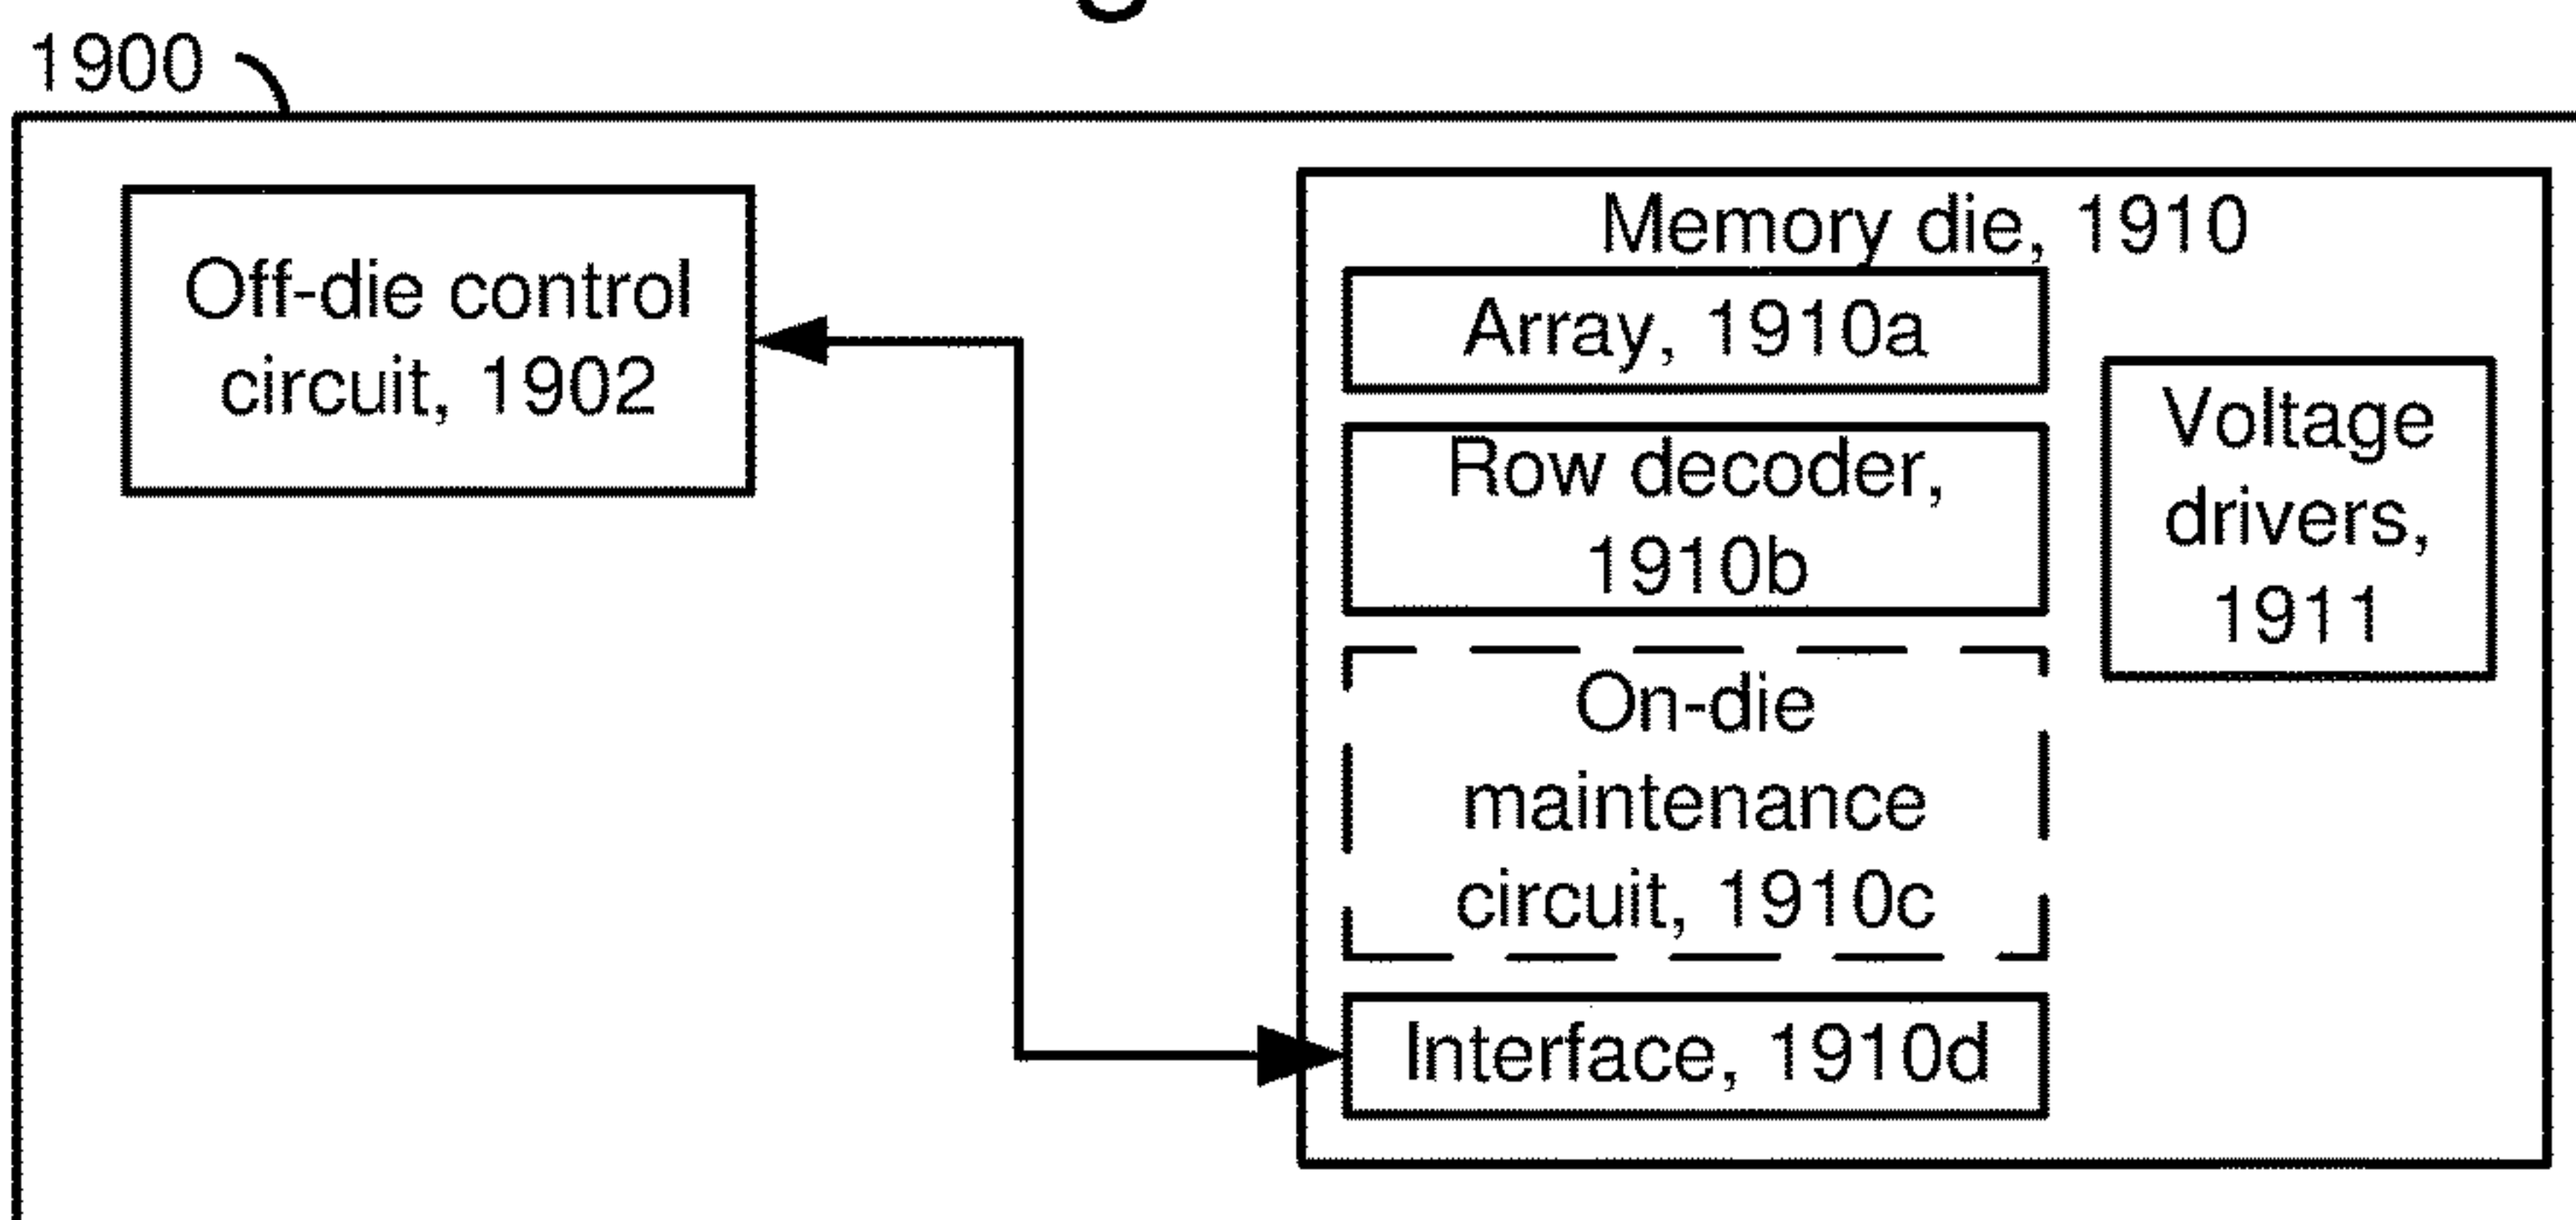 1900
Off-die control
circuit, 1902
Memory die, 1910
Array, 1910a
Row decoder,
1910b
On-die
maintenance
circuit, 1910c
Interface, 1910d
Voltage
drivers,
1911